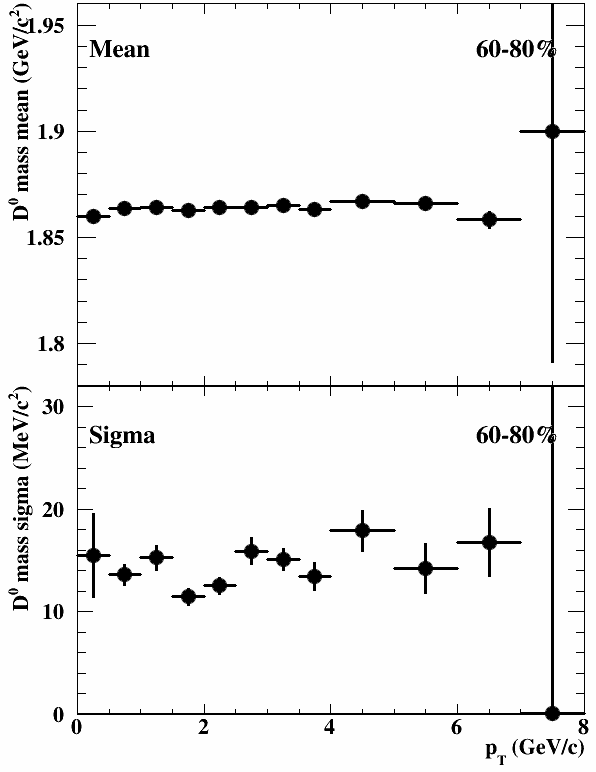 D⁰ mass mean (GeV/c²)
1.95
Mean
60-80%
1.9
1.85
1.8
D⁰ mass sigma (MeV/c²)
30
Sigma
60-80%
20
10
0
0 2 4 6 8
p_T (GeV/c)